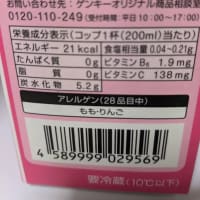 お問い合わせ先：ゲンキーオリジナル商品相談室
0120-110-249（受付時間：平日10:00〜17:00）
栄養成分表示（コップ1杯（200ml）当たり）
エネルギー 21kcal 食塩相当量 0.04〜0.21g
たんぱく質 0g ビタミンB₆ 1.9mg
脂質 0g ビタミンC 138mg
炭水化物 5.2g
アレルゲン（28品目中）
もも・りんご
4 589999 029569
要冷蔵（10℃以下）